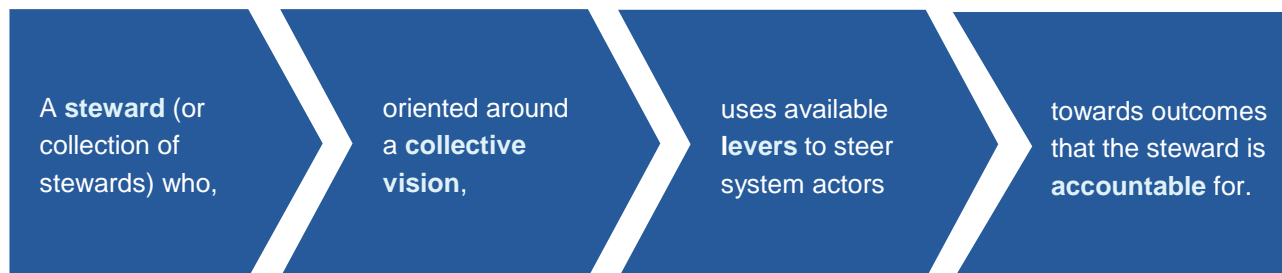 A steward (or
collection of
stewards) who,
oriented around
a collective
vision,
uses available
levers to steer
system actors
towards outcomes
that the steward is
accountable for.